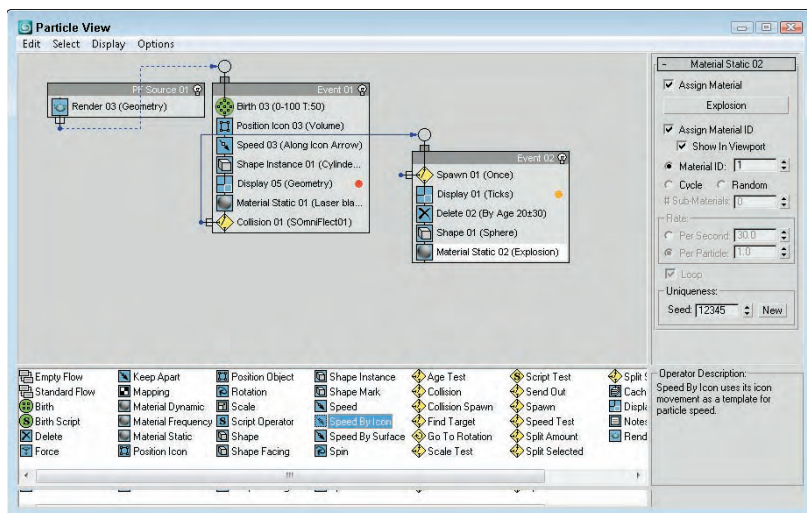 Particle View
Edit Select Display Options
PF Source 01
Render 03 (Geometry)
Event 01
Birth 03 (0-100 T:50)
Position Icon 03 (Volume)
Speed 03 (Along Icon Arrow)
Shape Instance 01 (Cylinde...
Display 05 (Geometry)
Material Static 01 (Laser bla...
Collision 01 (SOmniFlect01)
Event 02
Spawn 01 (Once)
Display 01 (Ticks)
Delete 02 (By Age 20±30)
Shape 01 (Sphere)
Material Static 02 (Explosion)
- Material Static 02
Assign Material
Explosion
Assign Material ID
Show In Viewport
Material ID: 1
Cycle Random
# Sub-Materials: 0
Rate:
Per Second: 30.0
Per Particle: 1.0
Loop
Uniqueness:
Seed: 12345 New
Empty Flow Keep Apart Position Object Shape Instance Age Test Script Test Split S
Standard Flow Mapping Rotation Shape Mark Collision Send Out Cach
Birth Material Dynamic Scale Speed Collision Spawn Spawn Displa
Birth Script Material Frequency Script Operator Speed By Icon Find Target Speed Test Notes
Delete Material Static Shape Speed By Surface Go To Rotation Split Amount Rend
Force Position Icon Shape Facing Spin Scale Test Split Selected
Operator Description:
Speed By Icon uses its icon
movement as a template for
particle speed.